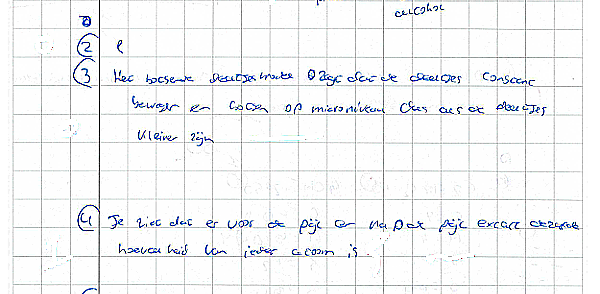 alcohol
2 e
3 Het botsende deeltjesmodel zegt dat de deeltjes constant
bewegen en botsen op microniveau dus als de deeltjes
kleiner zijn
4 Je ziet dat er voor de pijl en na de pijl exact dezelfde
hoeveelheid van ieder atoom is.